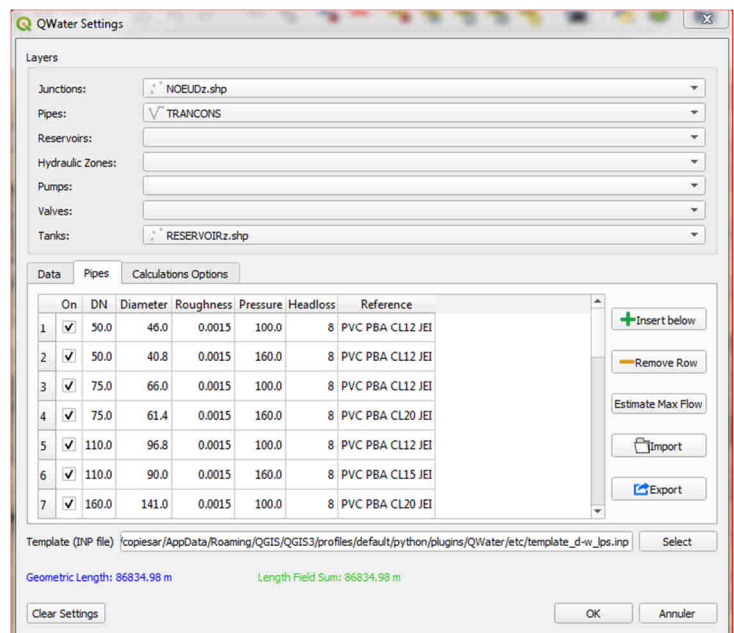 QWater Settings
Layers
Junctions: NOEUDz.shp
Pipes: TRANCONS
Reservoirs:
Hydraulic Zones:
Pumps:
Valves:
Tanks: RESERVOIRz.shp
Data Pipes Calculations Options
On DN Diameter Roughness Pressure Headloss Reference
1 50.0 46.0 0.0015 100.0 8 PVC PBA CL12 JEI
2 50.0 40.8 0.0015 160.0 8 PVC PBA CL12 JEI
3 75.0 66.0 0.0015 100.0 8 PVC PBA CL12 JEI
4 75.0 61.4 0.0015 160.0 8 PVC PBA CL20 JEI
5 110.0 96.8 0.0015 100.0 8 PVC PBA CL12 JEI
6 110.0 90.0 0.0015 160.0 8 PVC PBA CL15 JEI
7 160.0 141.0 0.0015 100.0 8 PVC PBA CL20 JEI
Insert below
Remove Row
Estimate Max Flow
Import
Export
Template (INP file) /copiesar/AppData/Roaming/QGIS/QGIS3/profiles/default/python/plugins/QWater/etc/template_d-w_lps.inp Select
Geometric Length: 86834.98 m Length Field Sum: 86834.98 m
Clear Settings OK Annuler